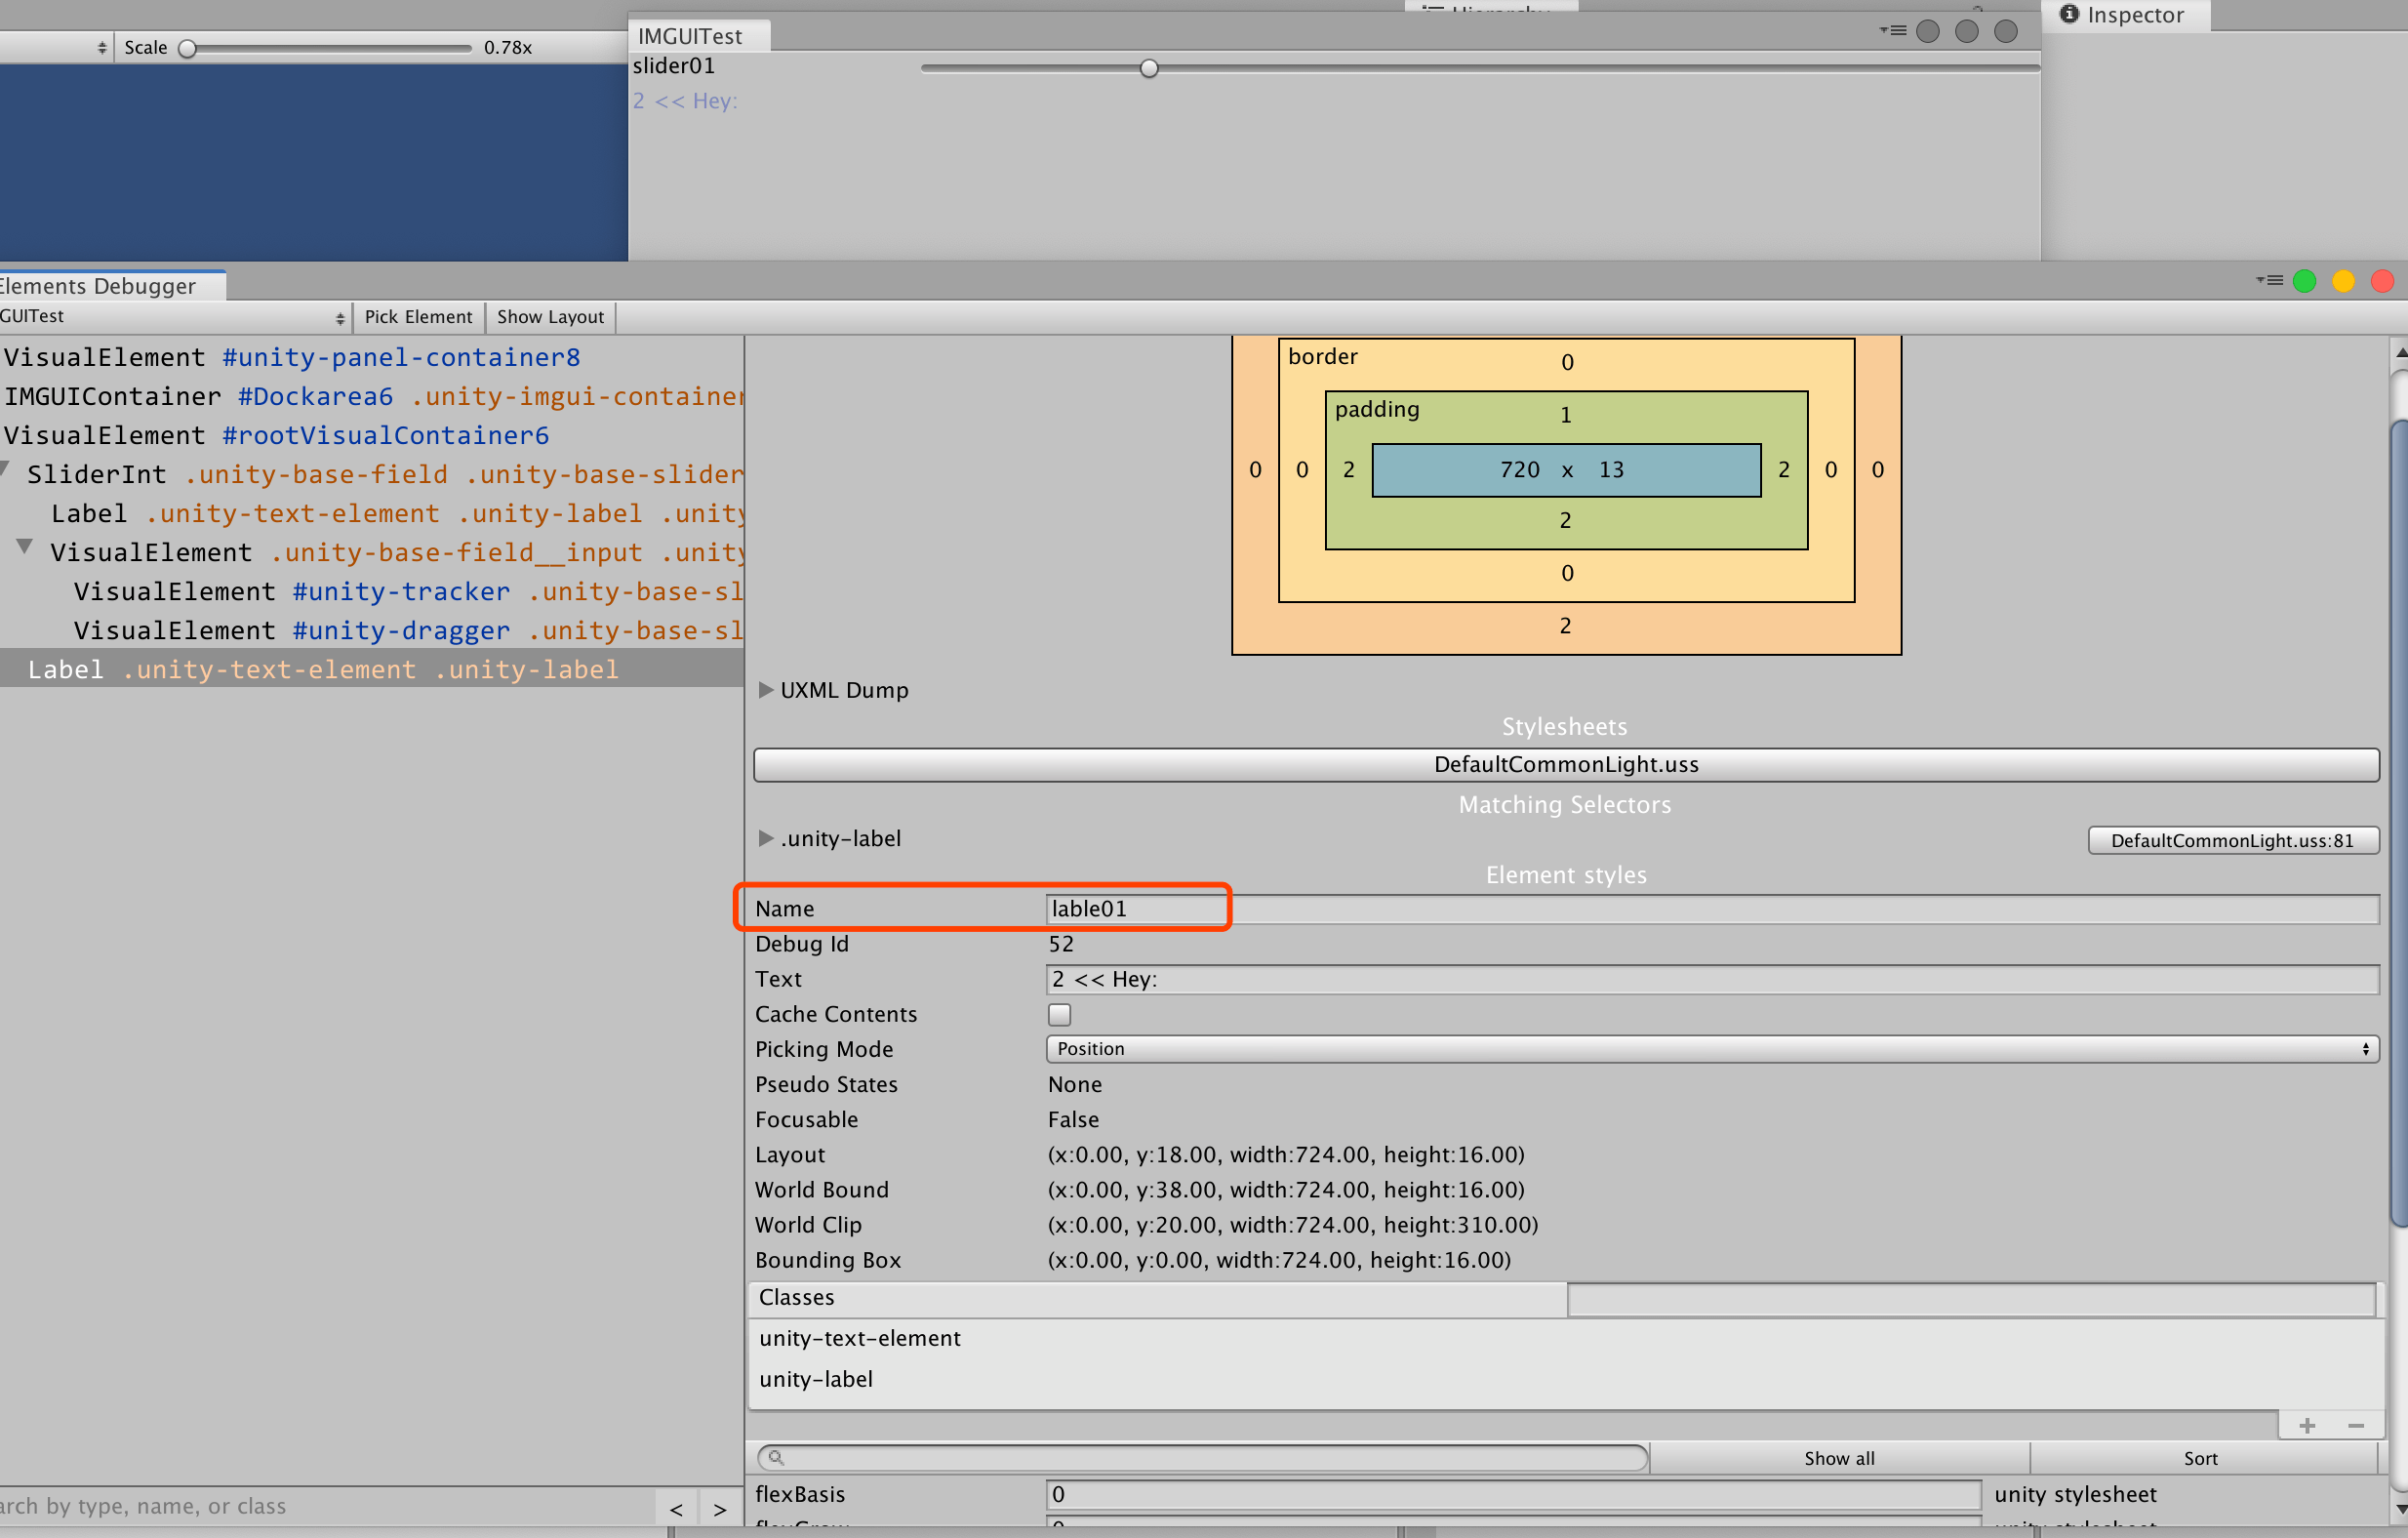 Inspector
Scale 0.78x
IMGUITest
slider01
2 << Hey:
Elements Debugger
GUITest Pick Element Show Layout
VisualElement #unity-panel-container8
IMGUIContainer #Dockarea6 .unity-imgui-container
VisualElement #rootVisualContainer6
SliderInt .unity-base-field .unity-base-slider
Label .unity-text-element .unity-label .unity
VisualElement .unity-base-field__input .unity
VisualElement #unity-tracker .unity-base-sl
VisualElement #unity-dragger .unity-base-sl
Label .unity-text-element .unity-label
arch by type, name, or class < >
border 0
padding 1
0 0 2 720 x 13 2 0 0
2
0
2
UXML Dump
Stylesheets
DefaultCommonLight.uss
Matching Selectors
.unity-label DefaultCommonLight.uss:81
Element styles
Name lable01
Debug Id 52
Text 2 << Hey:
Cache Contents
Picking Mode Position
Pseudo States None
Focusable False
Layout (x:0.00, y:18.00, width:724.00, height:16.00)
World Bound (x:0.00, y:38.00, width:724.00, height:16.00)
World Clip (x:0.00, y:20.00, width:724.00, height:310.00)
Bounding Box (x:0.00, y:0.00, width:724.00, height:16.00)
Classes
unity-text-element
unity-label
+ −
Show all Sort
flexBasis 0 unity stylesheet